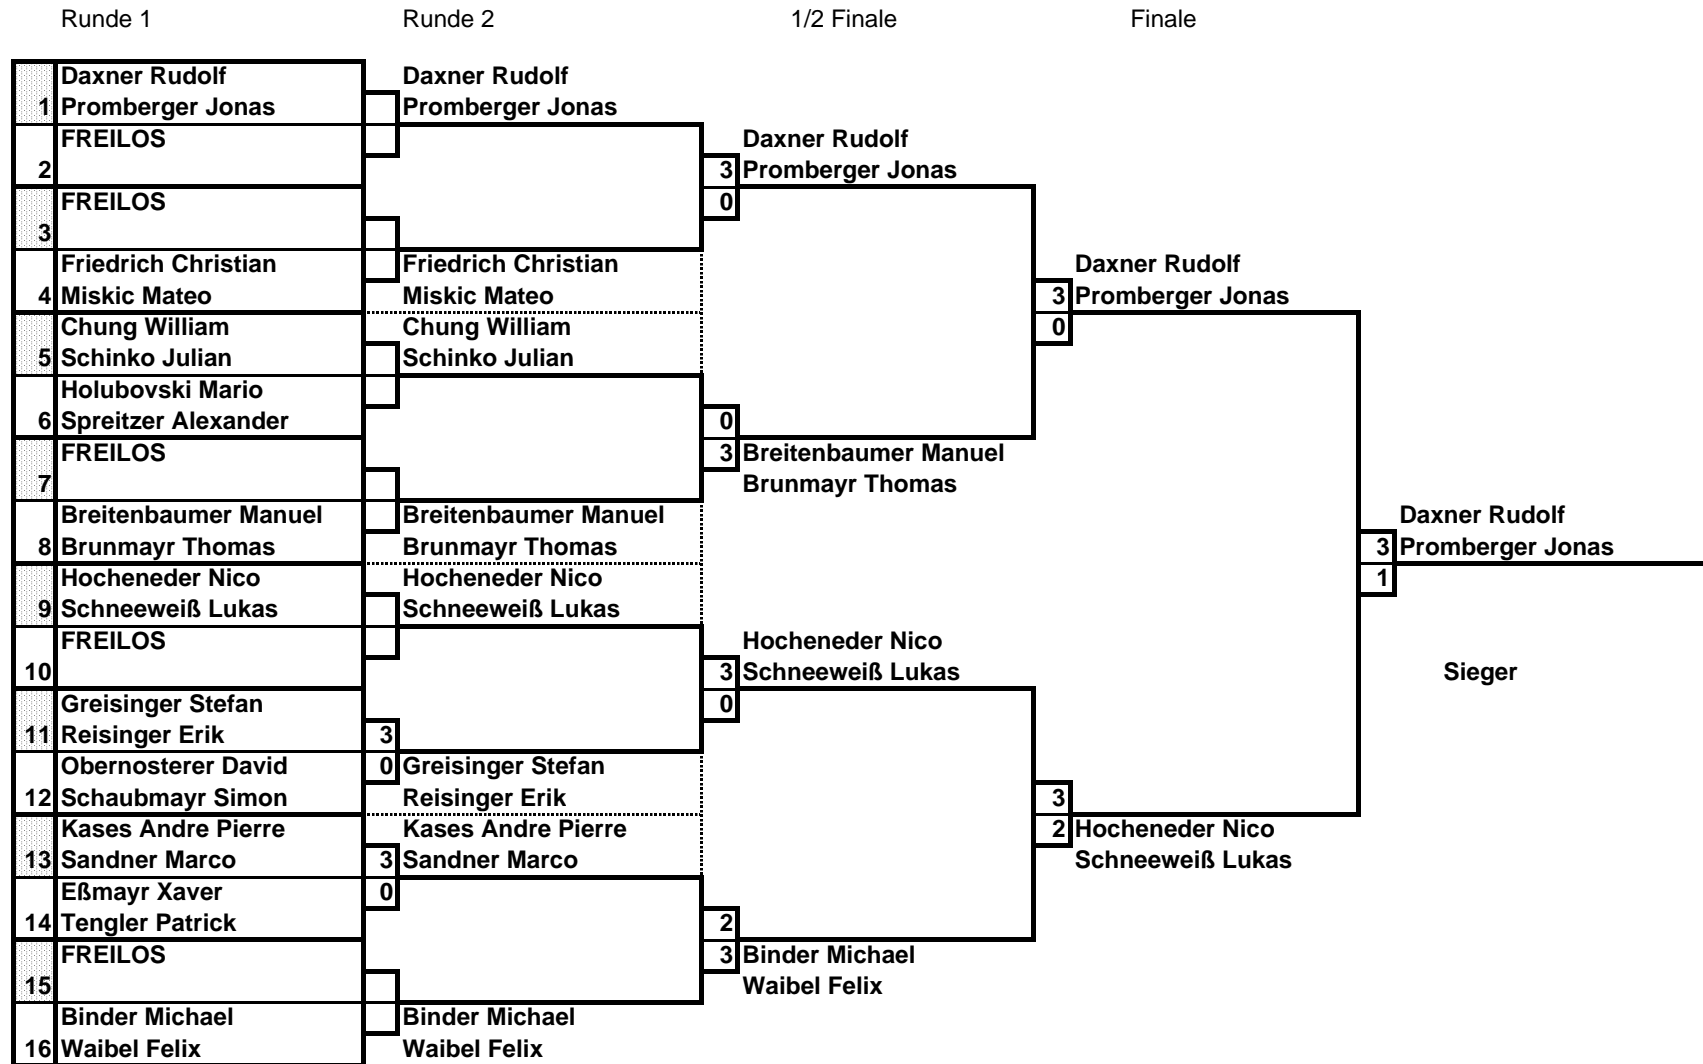 Runde 1 Runde 2 1/2 Finale Finale
Daxner Rudolf Daxner Rudolf
1 Promberger Jonas Promberger Jonas
FREILOS Daxner Rudolf
2 3 Promberger Jonas
FREILOS 0
3
Friedrich Christian Friedrich Christian Daxner Rudolf
4 Miskic Mateo Miskic Mateo 3 Promberger Jonas
Chung William Chung William 0
5 Schinko Julian Schinko Julian
Holubovski Mario
6 Spreitzer Alexander 0
FREILOS 3 Breitenbaumer Manuel
7 Brunmayr Thomas
Breitenbaumer Manuel Breitenbaumer Manuel Daxner Rudolf
8 Brunmayr Thomas Brunmayr Thomas 3 Promberger Jonas
Hocheneder Nico Hocheneder Nico 1
9 Schneeweiß Lukas Schneeweiß Lukas
FREILOS Hocheneder Nico
10 3 Schneeweiß Lukas Sieger
Greisinger Stefan 0
11 Reisinger Erik 3
Obernosterer David 0 Greisinger Stefan
12 Schaubmayr Simon Reisinger Erik 3
Kases Andre Pierre Kases Andre Pierre 2 Hocheneder Nico
13 Sandner Marco 3 Sandner Marco Schneeweiß Lukas
Eßmayr Xaver 0
14 Tengler Patrick 2
FREILOS 3 Binder Michael
15 Waibel Felix
Binder Michael Binder Michael
16 Waibel Felix Waibel Felix